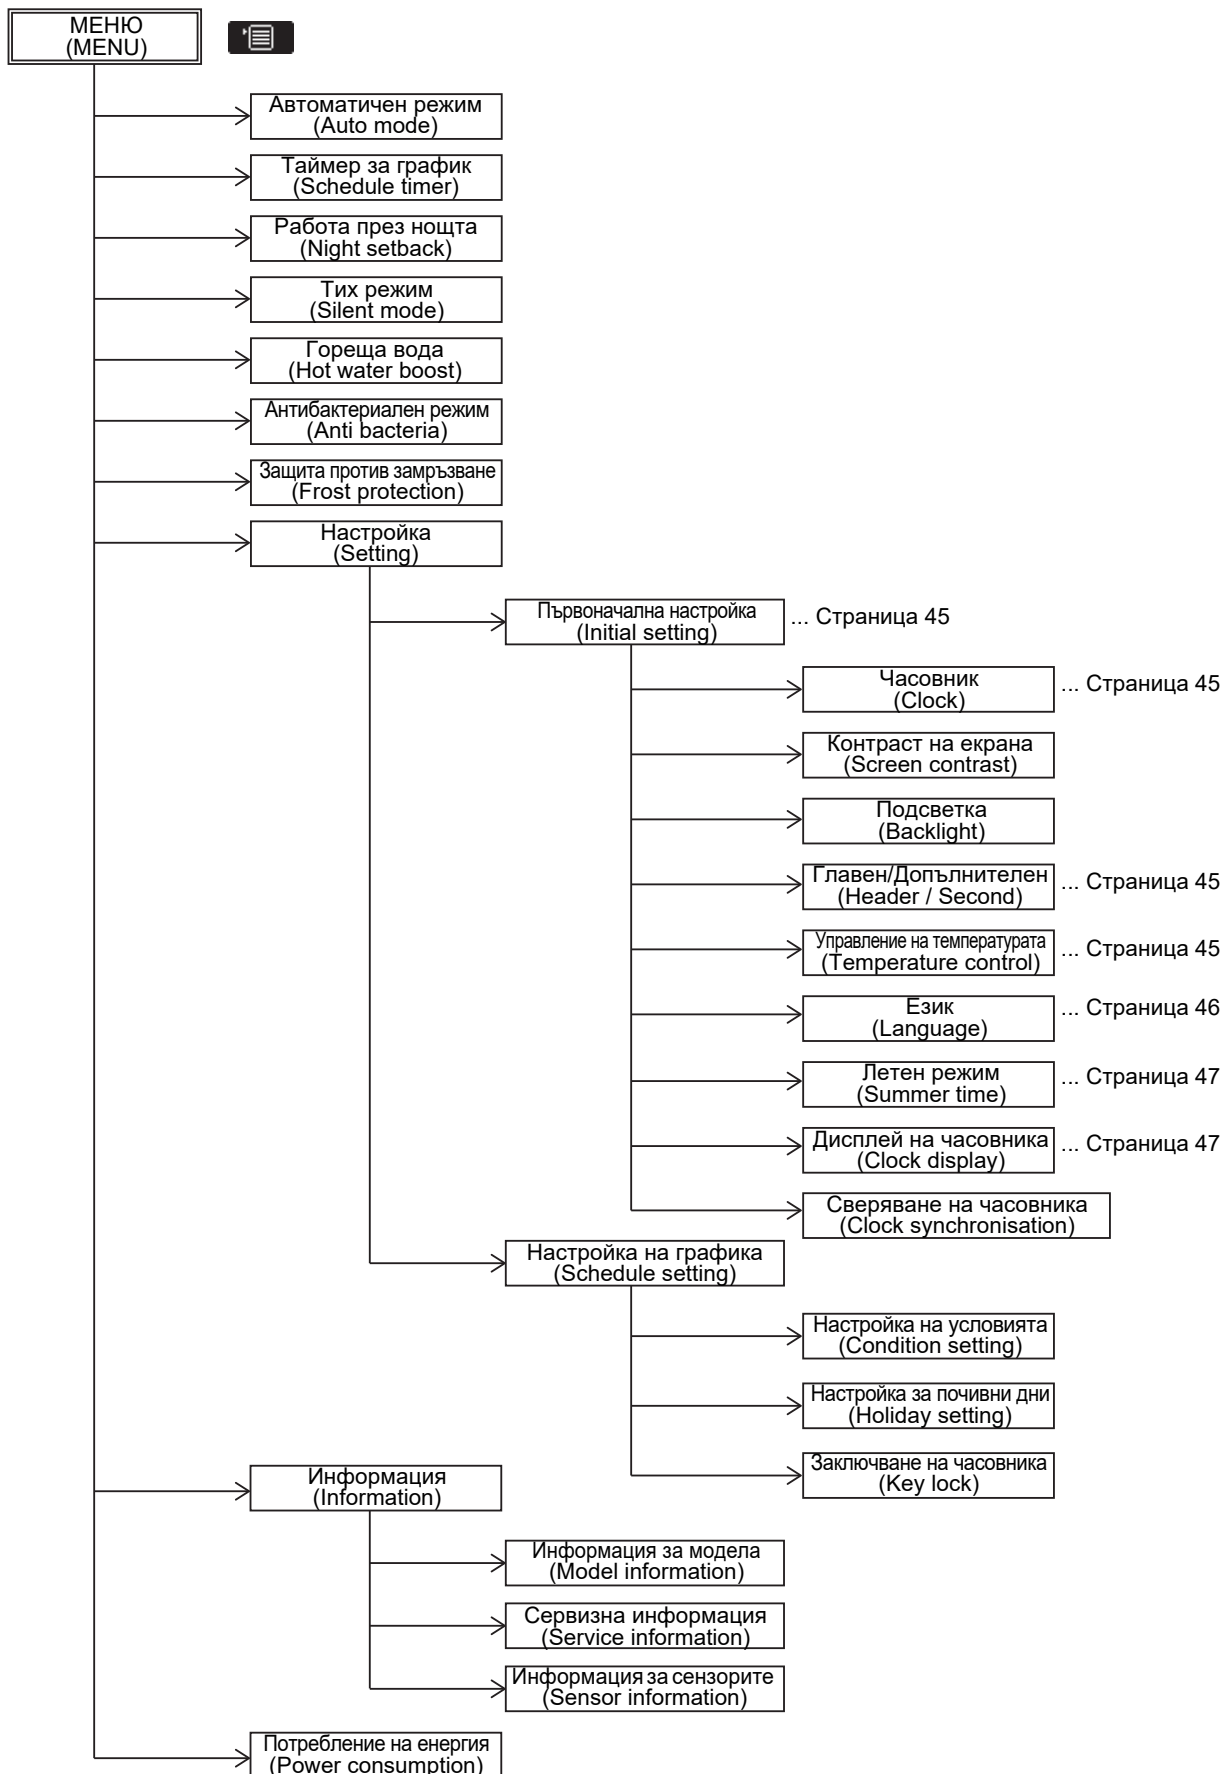 МЕНЮ
(MENU)
Автоматичен режим
(Auto mode)
Таймер за график
(Schedule timer)
Работа през нощта
(Night setback)
Тих режим
(Silent mode)
Гореща вода
(Hot water boost)
Антибактериален режим
(Anti bacteria)
Защита против замръзване
(Frost protection)
Настройка
(Setting)
Първоначална настройка
(Initial setting)
... Страница 45
Часовник
(Clock)
... Страница 45
Контраст на екрана
(Screen contrast)
Подсветка
(Backlight)
Главен/Допълнителен
(Header / Second)
... Страница 45
Управление на температурата
(Temperature control)
... Страница 45
Език
(Language)
... Страница 46
Летен режим
(Summer time)
... Страница 47
Дисплей на часовника
(Clock display)
... Страница 47
Сверяване на часовника
(Clock synchronisation)
Настройка на графика
(Schedule setting)
Настройка на условията
(Condition setting)
Настройка за почивни дни
(Holiday setting)
Заключване на часовника
(Key lock)
Информация
(Information)
Информация за модела
(Model information)
Сервизна информация
(Service information)
Информация за сензорите
(Sensor information)
Потребление на енергия
(Power consumption)